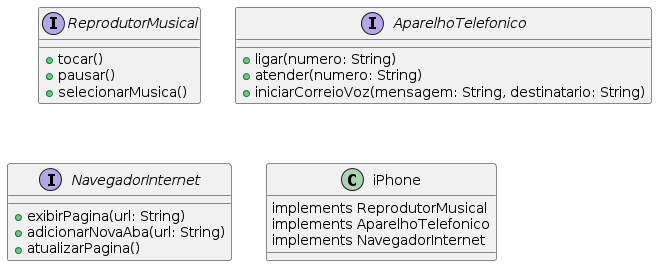 I ReprodutorMusical
tocar()
pausar()
selecionarMusica()
I AparelhoTelefonico
ligar(numero: String)
atender(numero: String)
iniciarCorreioVoz(mensagem: String, destinatario: String)
I NavegadorInternet
exibirPagina(url: String)
adicionarNovaAba(url: String)
atualizarPagina()
C iPhone
implements ReprodutorMusical
implements AparelhoTelefonico
implements NavegadorInternet